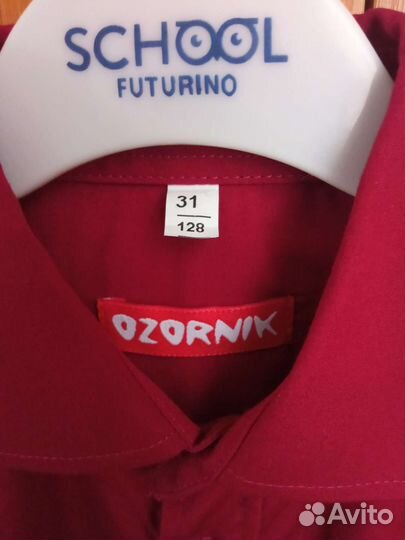 SCHOOL
FUTURINO
31
128
OZORNIK
Avito